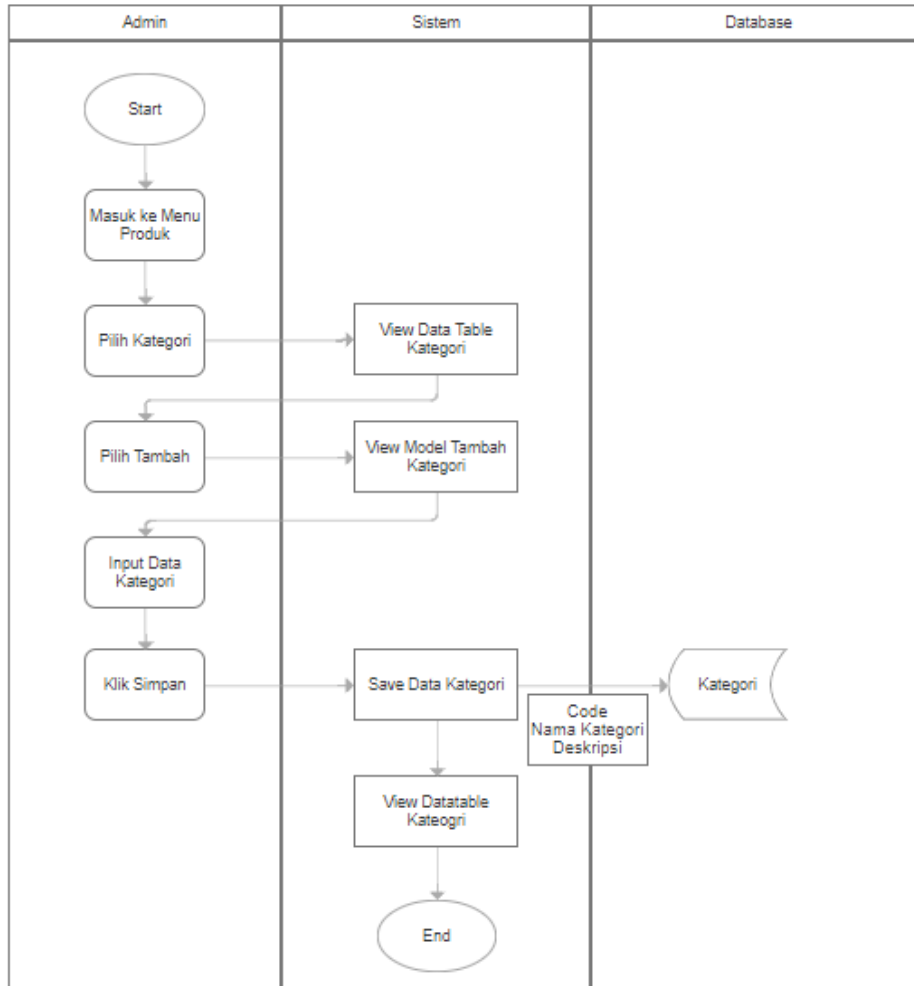 Admin
Sistem
Database
Start
Masuk ke Menu
Produk
Pilih Kategori
View Data Table
Kategori
Pilih Tambah
View Model Tambah
Kategori
Input Data
Kategori
Klik Simpan
Save Data Kategori
Kategori
Code
Nama Kategori
Deskripsi
View Datatable
Kateogri
End